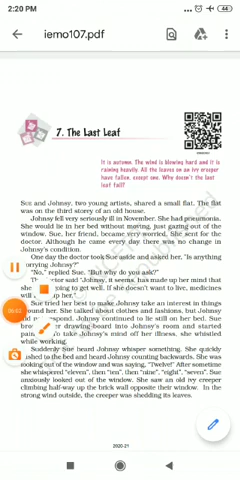 2:20 PM
44
iemo107.pdf
7. The Last Leaf
It is autumn. The wind is blowing hard and it is
raining heavily. All the leaves on an ivy creeper
have fallen, except one. Why doesn't the last
leaf fall?
SUE and Johnsy, two young artists, shared a small flat. The flat
was on the third storey of an old house.
Johnsy fell very seriously ill in November. She had pneumonia.
She would lie in her bed without moving, just gazing out of the
window. Sue, her friend, became very worried. She sent for the
doctor. Although he came every day there was no change in
Johnsy's condition.
One day the doctor took Sue aside and asked her, "Is anything
worrying Johnsy?"
"No," replied Sue. "But why do you ask?"
The doctor said "Johnsy, it seems, has made up her mind that
she going to get well. If she doesn't want to live, medicines
will her."
Sue tried her best to make Johnsy take an interest in things
around her. She talked about clothes and fashions, but Johnsy
did respond. Johnsy continued to lie still on her bed. Sue
her drawing-board into Johnsy's room and started
To take Johnsy's mind off her illness, she whistled
while working.
Suddenly Sue heard Johnsy whisper something. She quickly
rushed to the bed and heard Johnsy counting backwards. She was
looking out of the window and was saying, "Twelve!" After sometime
she whispered "eleven", then "ten", then "nine", "eight", "seven". Sue
anxiously looked out of the window. She saw an old ivy creeper
climbing half-way up the brick wall opposite their window. In
the strong wind outside, the creeper was shedding its leaves.
2020-21